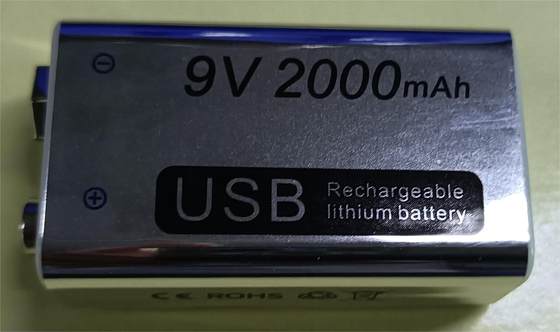 9V 2000mAh
USB
Rechargeable
lithium battery
CE ROHS